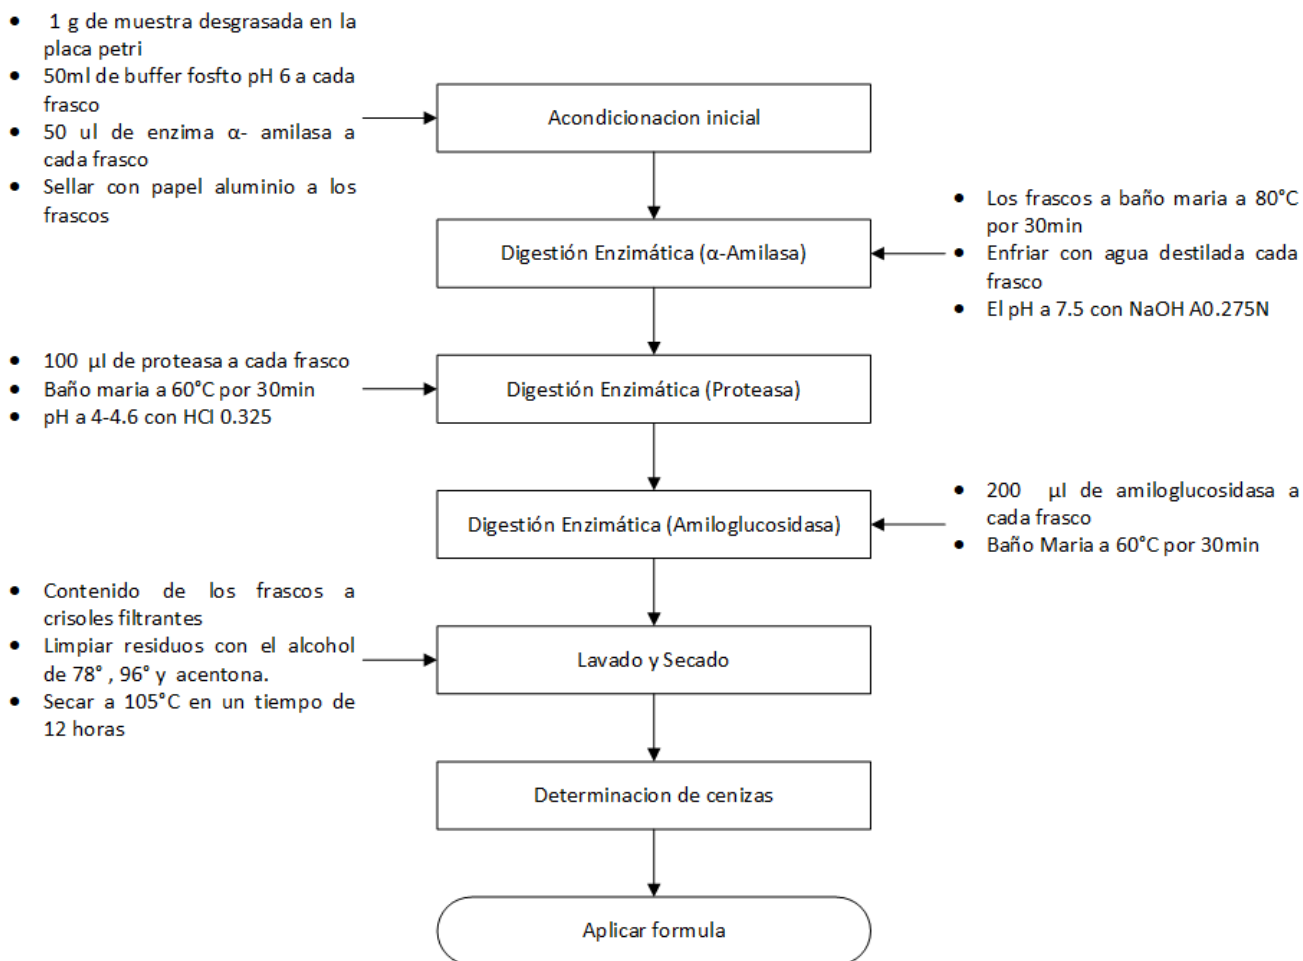 • 1 g de muestra desgrasada en la
placa petri
• 50ml de buffer fosfto pH 6 a cada
frasco
• 50 ul de enzima α- amilasa a
cada frasco
• Sellar con papel aluminio a los
frascos
Acondicionacion inicial
• Los frascos a baño maria a 80°C
por 30min
• Enfriar con agua destilada cada
frasco
• El pH a 7.5 con NaOH A0.275N
Digestión Enzimática (α-Amilasa)
• 100 µl de proteasa a cada frasco
• Baño maria a 60°C por 30min
• pH a 4-4.6 con HCl 0.325
Digestión Enzimática (Proteasa)
• 200 µl de amiloglucosidasa a
cada frasco
• Baño Maria a 60°C por 30min
Digestión Enzimática (Amiloglucosidasa)
• Contenido de los frascos a
crisoles filtrantes
• Limpiar residuos con el alcohol
de 78° , 96° y acentona.
• Secar a 105°C en un tiempo de
12 horas
Lavado y Secado
Determinacion de cenizas
Aplicar formula